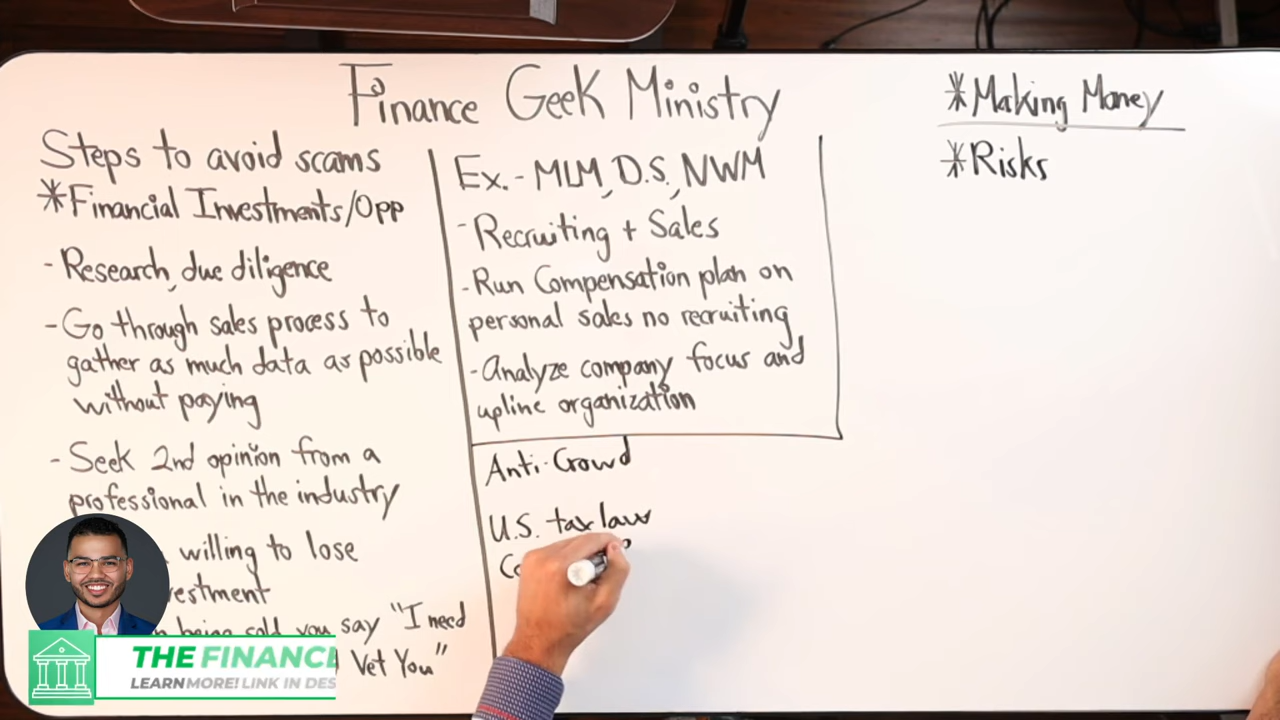 Finance Geek Ministry
Steps to avoid scams
*Financial Investments/Opp
- Research, due diligence
- Go through sales process to
gather as much data as possible
without paying
- Seek 2nd opinion from a
professional in the industry
willing to lose
being sold you say "I need
Vet You"
Ex. - MLM, D.S., NWM
- Recruiting + Sales
- Run Compensation plan on
personal sales no recruiting
- Analyze company focus and
upline organization
Anti-Crowd
U.S. tax law
*Making Money
*Risks
THE FINANCE
LEARN MORE! LINK IN DES